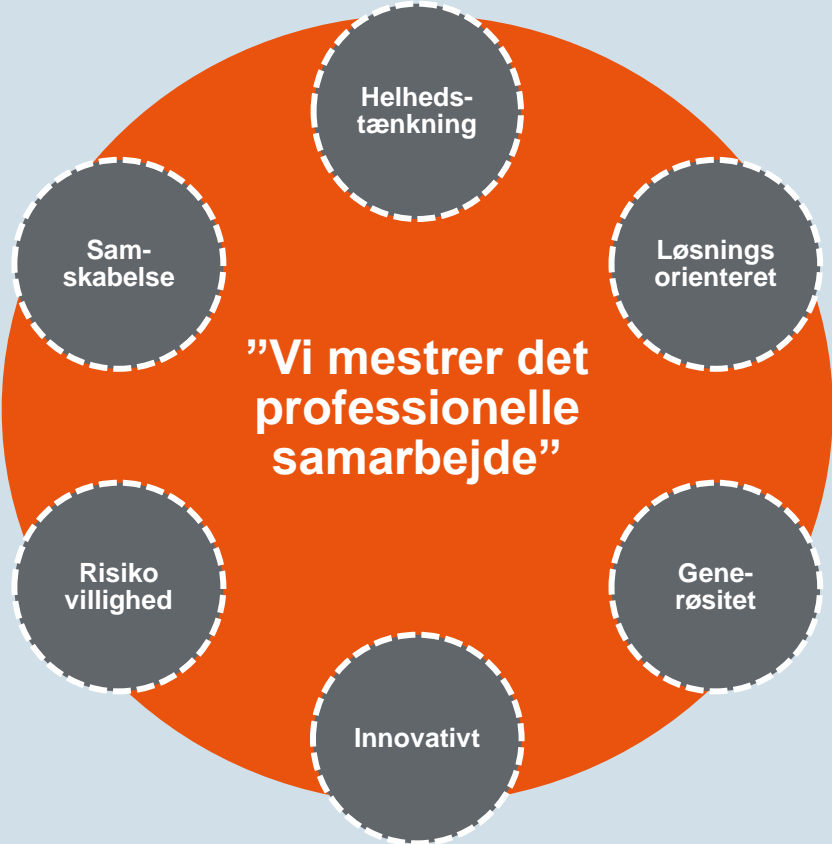 Helheds-
tænkning
Sam-
skabelse
Løsnings
orienteret
”Vi mestrer det
professionelle
samarbejde”
Risiko
villighed
Gene-
røsitet
Innovativt